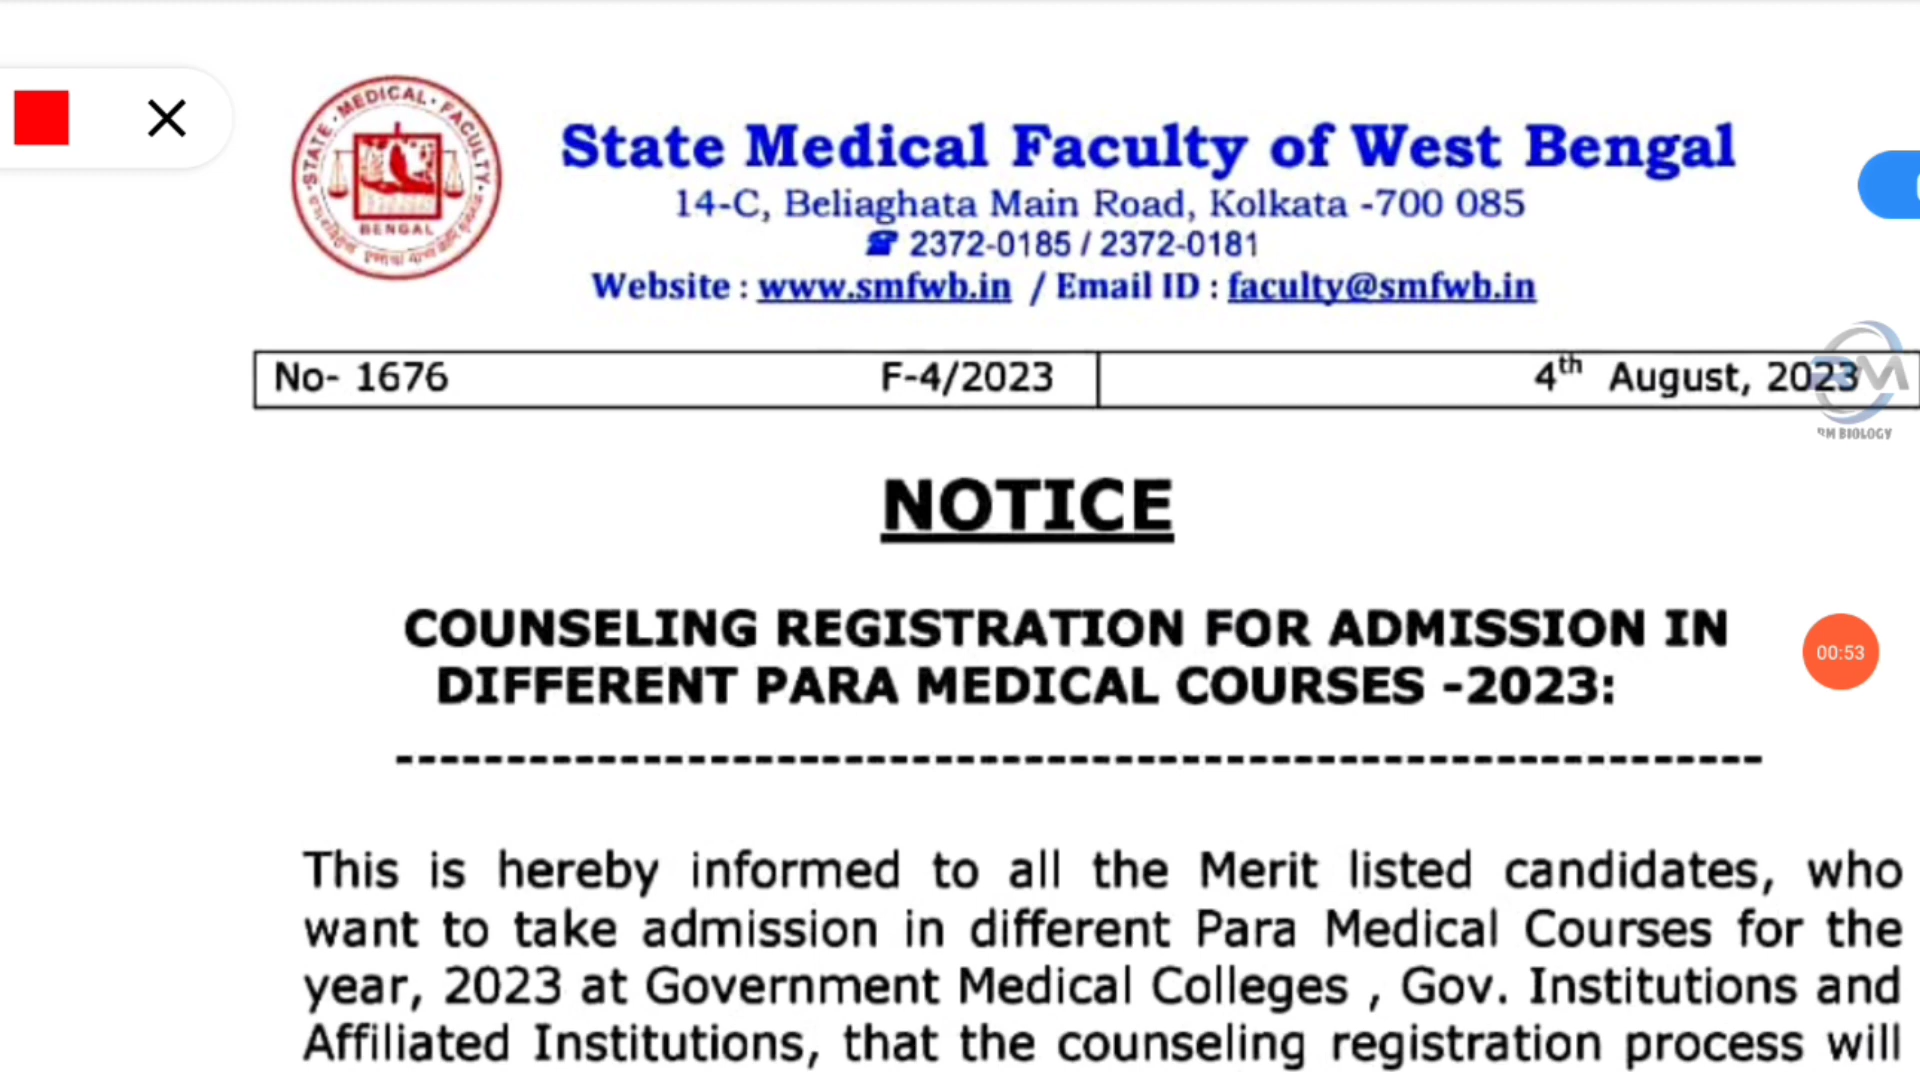 STATE · MEDICAL · FACULTY
BENGAL
State Medical Faculty of West Bengal
14-C, Beliaghata Main Road, Kolkata -700 085
☎ 2372-0185 / 2372-0181
Website : www.smfwb.in / Email ID : faculty@smfwb.in
No- 1676 F-4/2023 4th August, 2023
RM BIOLOGY
NOTICE
COUNSELING REGISTRATION FOR ADMISSION IN
DIFFERENT PARA MEDICAL COURSES -2023:
00:53
This is hereby informed to all the Merit listed candidates, who
want to take admission in different Para Medical Courses for the
year, 2023 at Government Medical Colleges , Gov. Institutions and
Affiliated Institutions, that the counseling registration process will